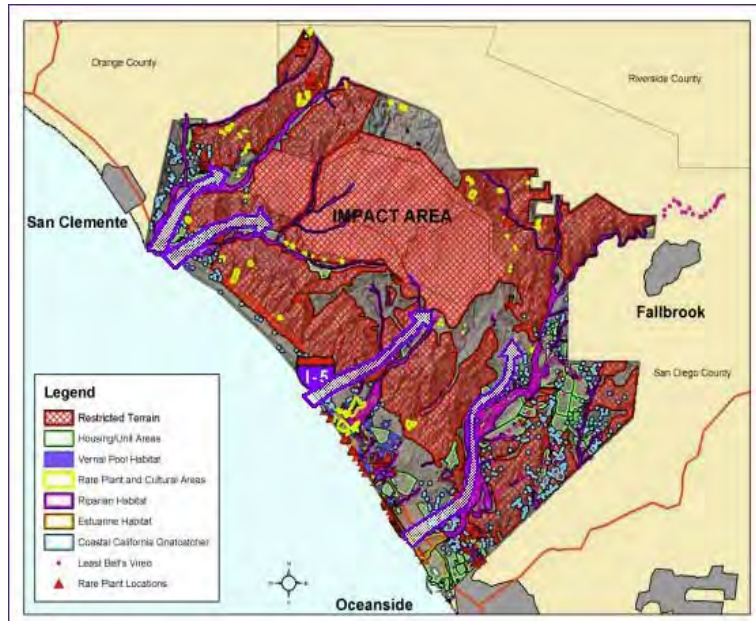 Orange County
Riverside County
San Clemente
IMPACT AREA
Fallbrook
San Diego County
I-5
Legend
Restricted Terrain
Housing/Unit Areas
Vernal Pool Habitat
Rare Plant and Cultural Areas
Riparian Habitat
Estuarine Habitat
Coastal California Gnatcatcher
Least Bell's Vireo
Rare Plant Locations
Oceanside